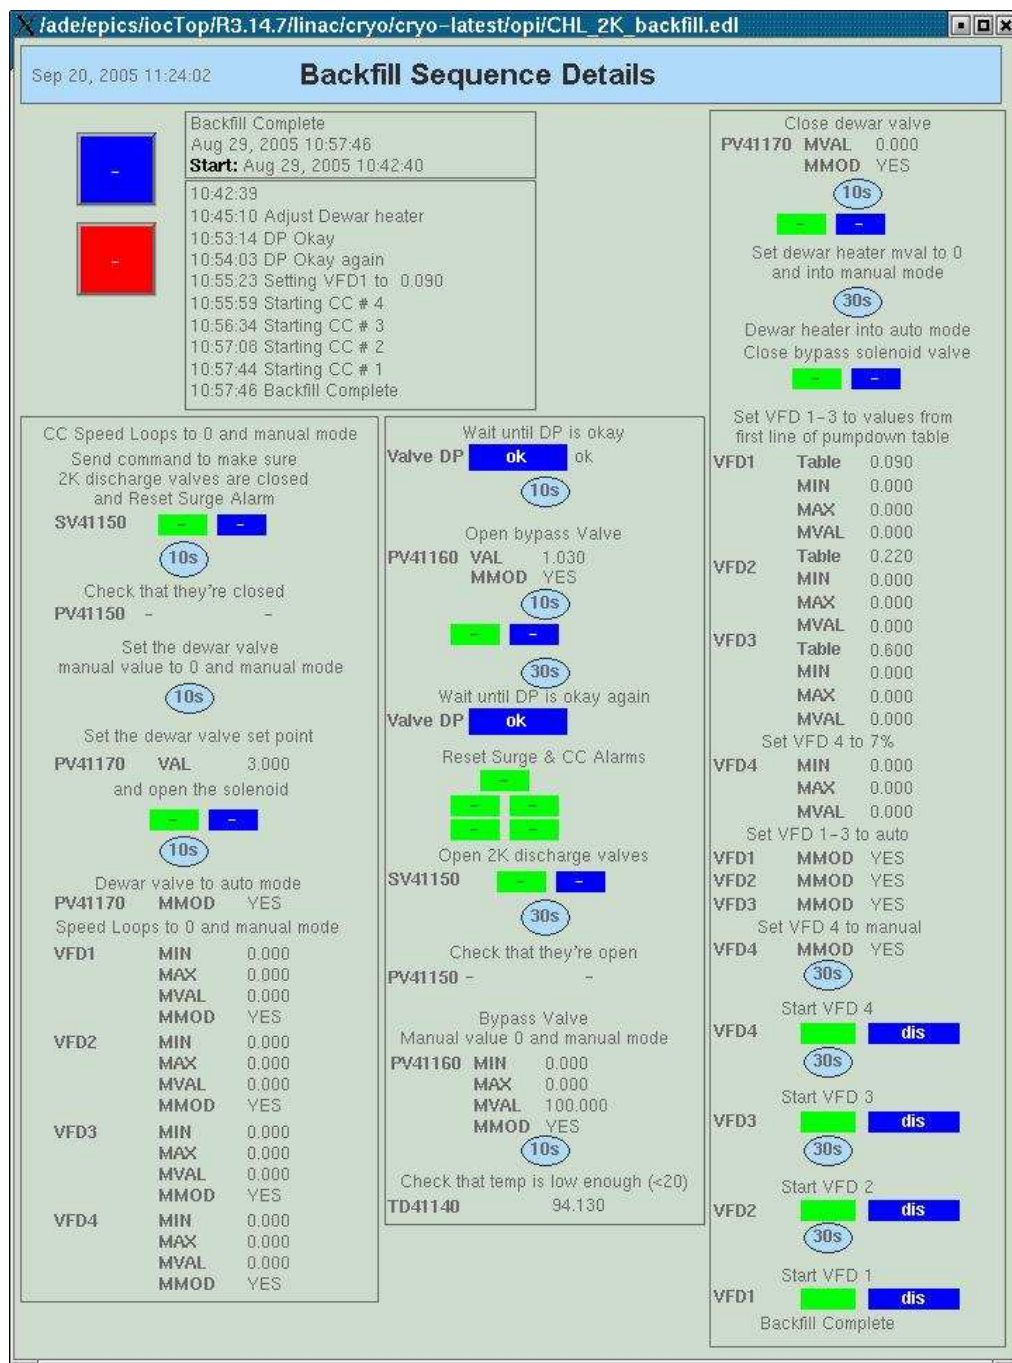 X /ade/epics/iocTop/R3.14.7/linac/cryo/cryo-latest/opi/CHL_2K_backfill.edl
Sep 20, 2005 11:24:02
Backfill Sequence Details
-
-
Backfill Complete
Aug 29, 2005 10:57:46
Start: Aug 29, 2005 10:42:40
10:42:39
10:45:10 Adjust Dewar heater
10:53:14 DP Okay
10:54:03 DP Okay again
10:55:23 Setting VFD1 to 0.090
10:55:59 Starting CC # 4
10:56:34 Starting CC # 3
10:57:08 Starting CC # 2
10:57:44 Starting CC # 1
10:57:46 Backfill Complete
CC Speed Loops to 0 and manual mode
Send command to make sure
2K discharge valves are closed
and Reset Surge Alarm
SV41150 - -
10s
Check that they're closed
PV41150 - -
Set the dewar valve
manual value to 0 and manual mode
10s
Set the dewar valve set point
PV41170 VAL 3.000
and open the solenoid
- -
10s
Dewar valve to auto mode
PV41170 MMOD YES
Speed Loops to 0 and manual mode
VFD1 MIN 0.000
MAX 0.000
MVAL 0.000
MMOD YES
VFD2 MIN 0.000
MAX 0.000
MVAL 0.000
MMOD YES
VFD3 MIN 0.000
MAX 0.000
MVAL 0.000
MMOD YES
VFD4 MIN 0.000
MAX 0.000
MVAL 0.000
MMOD YES
Wait until DP is okay
Valve DP ok ok
10s
Open bypass Valve
PV41160 VAL 1.030
MMOD YES
10s
- -
30s
Wait until DP is okay again
Valve DP ok
Reset Surge & CC Alarms
-
- -
- -
Open 2K discharge valves
SV41150 - -
30s
Check that they're open
PV41150 - -
Bypass Valve
Manual value 0 and manual mode
PV41160 MIN 0.000
MAX 0.000
MVAL 100.000
MMOD YES
10s
Check that temp is low enough (<20)
TD41140 94.130
Close dewar valve
PV41170 MVAL 0.000
MMOD YES
10s
- -
Set dewar heater mval to 0
and into manual mode
30s
Dewar heater into auto mode
Close bypass solenoid valve
- -
Set VFD 1-3 to values from
first line of pumpdown table
VFD1 Table 0.090
MIN 0.000
MAX 0.000
MVAL 0.000
VFD2 Table 0.220
MIN 0.000
MAX 0.000
MVAL 0.000
VFD3 Table 0.600
MIN 0.000
MAX 0.000
MVAL 0.000
Set VFD 4 to 7%
VFD4 MIN 0.000
MAX 0.000
MVAL 0.000
Set VFD 1-3 to auto
VFD1 MMOD YES
VFD2 MMOD YES
VFD3 MMOD YES
Set VFD 4 to manual
VFD4 MMOD YES
30s
Start VFD 4
VFD4 dis
30s
Start VFD 3
VFD3 dis
30s
Start VFD 2
VFD2 dis
30s
Start VFD 1
VFD1 dis
Backfill Complete